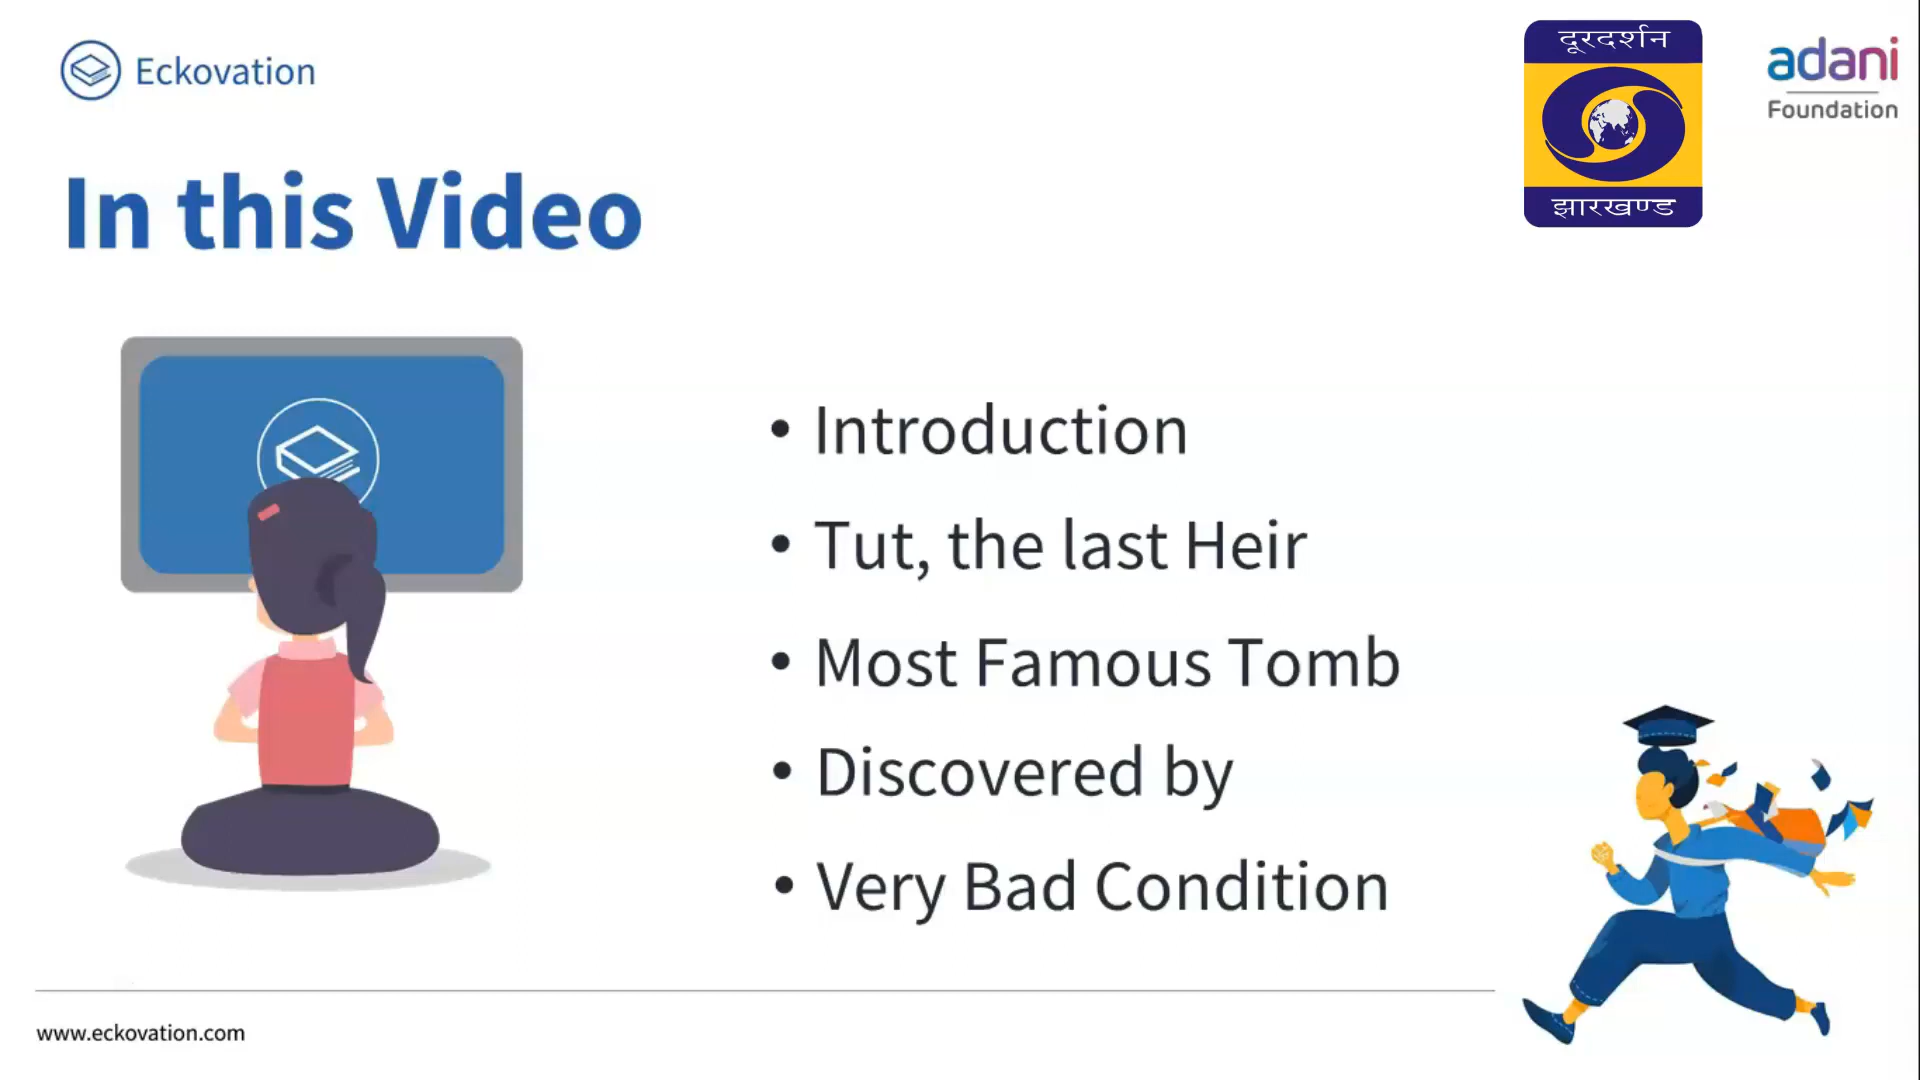 Eckovation
दूरदर्शन
झारखण्ड
adani
Foundation
In this Video
• Introduction
• Tut, the last Heir
• Most Famous Tomb
• Discovered by
• Very Bad Condition
www.eckovation.com